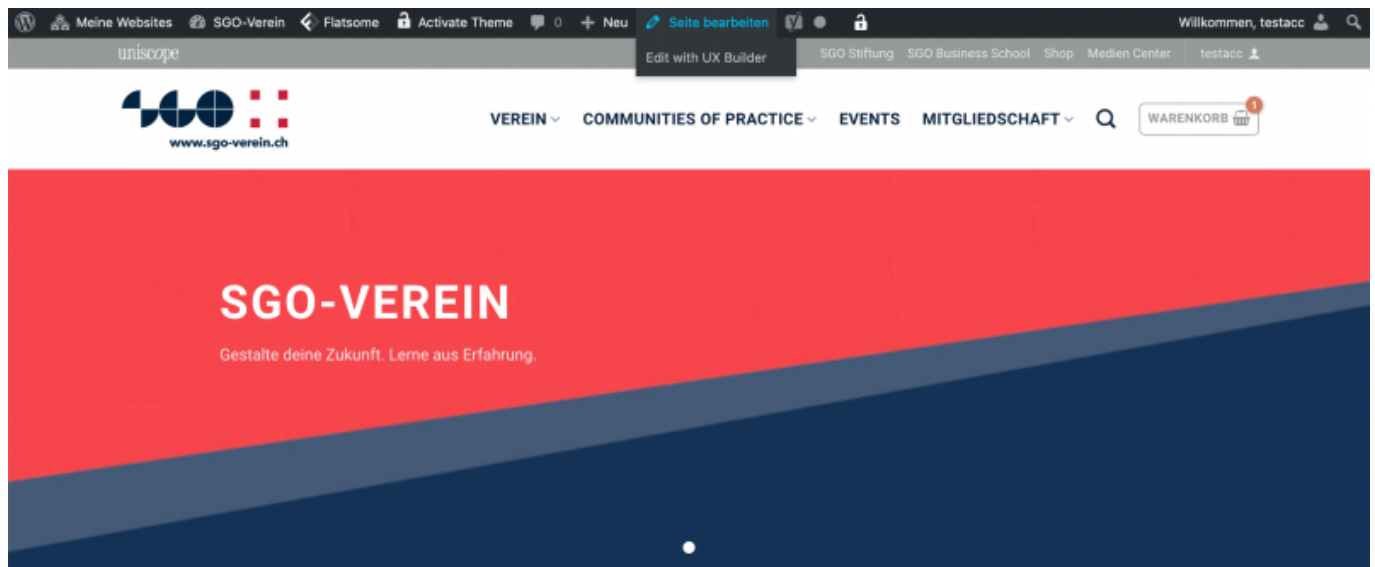 Meine Websites SGO-Verein Flatsome Activate Theme 0 Neu Seite bearbeiten Willkommen, testacc
uniscope Edit with UX Builder SGO Stiftung SGO Business School Shop Medien Center testacc
SGO www.sgo-verein.ch VEREIN COMMUNITIES OF PRACTICE EVENTS MITGLIEDSCHAFT WARENKORB 1
SGO-VEREIN
Gestalte deine Zukunft. Lerne aus Erfahrung.